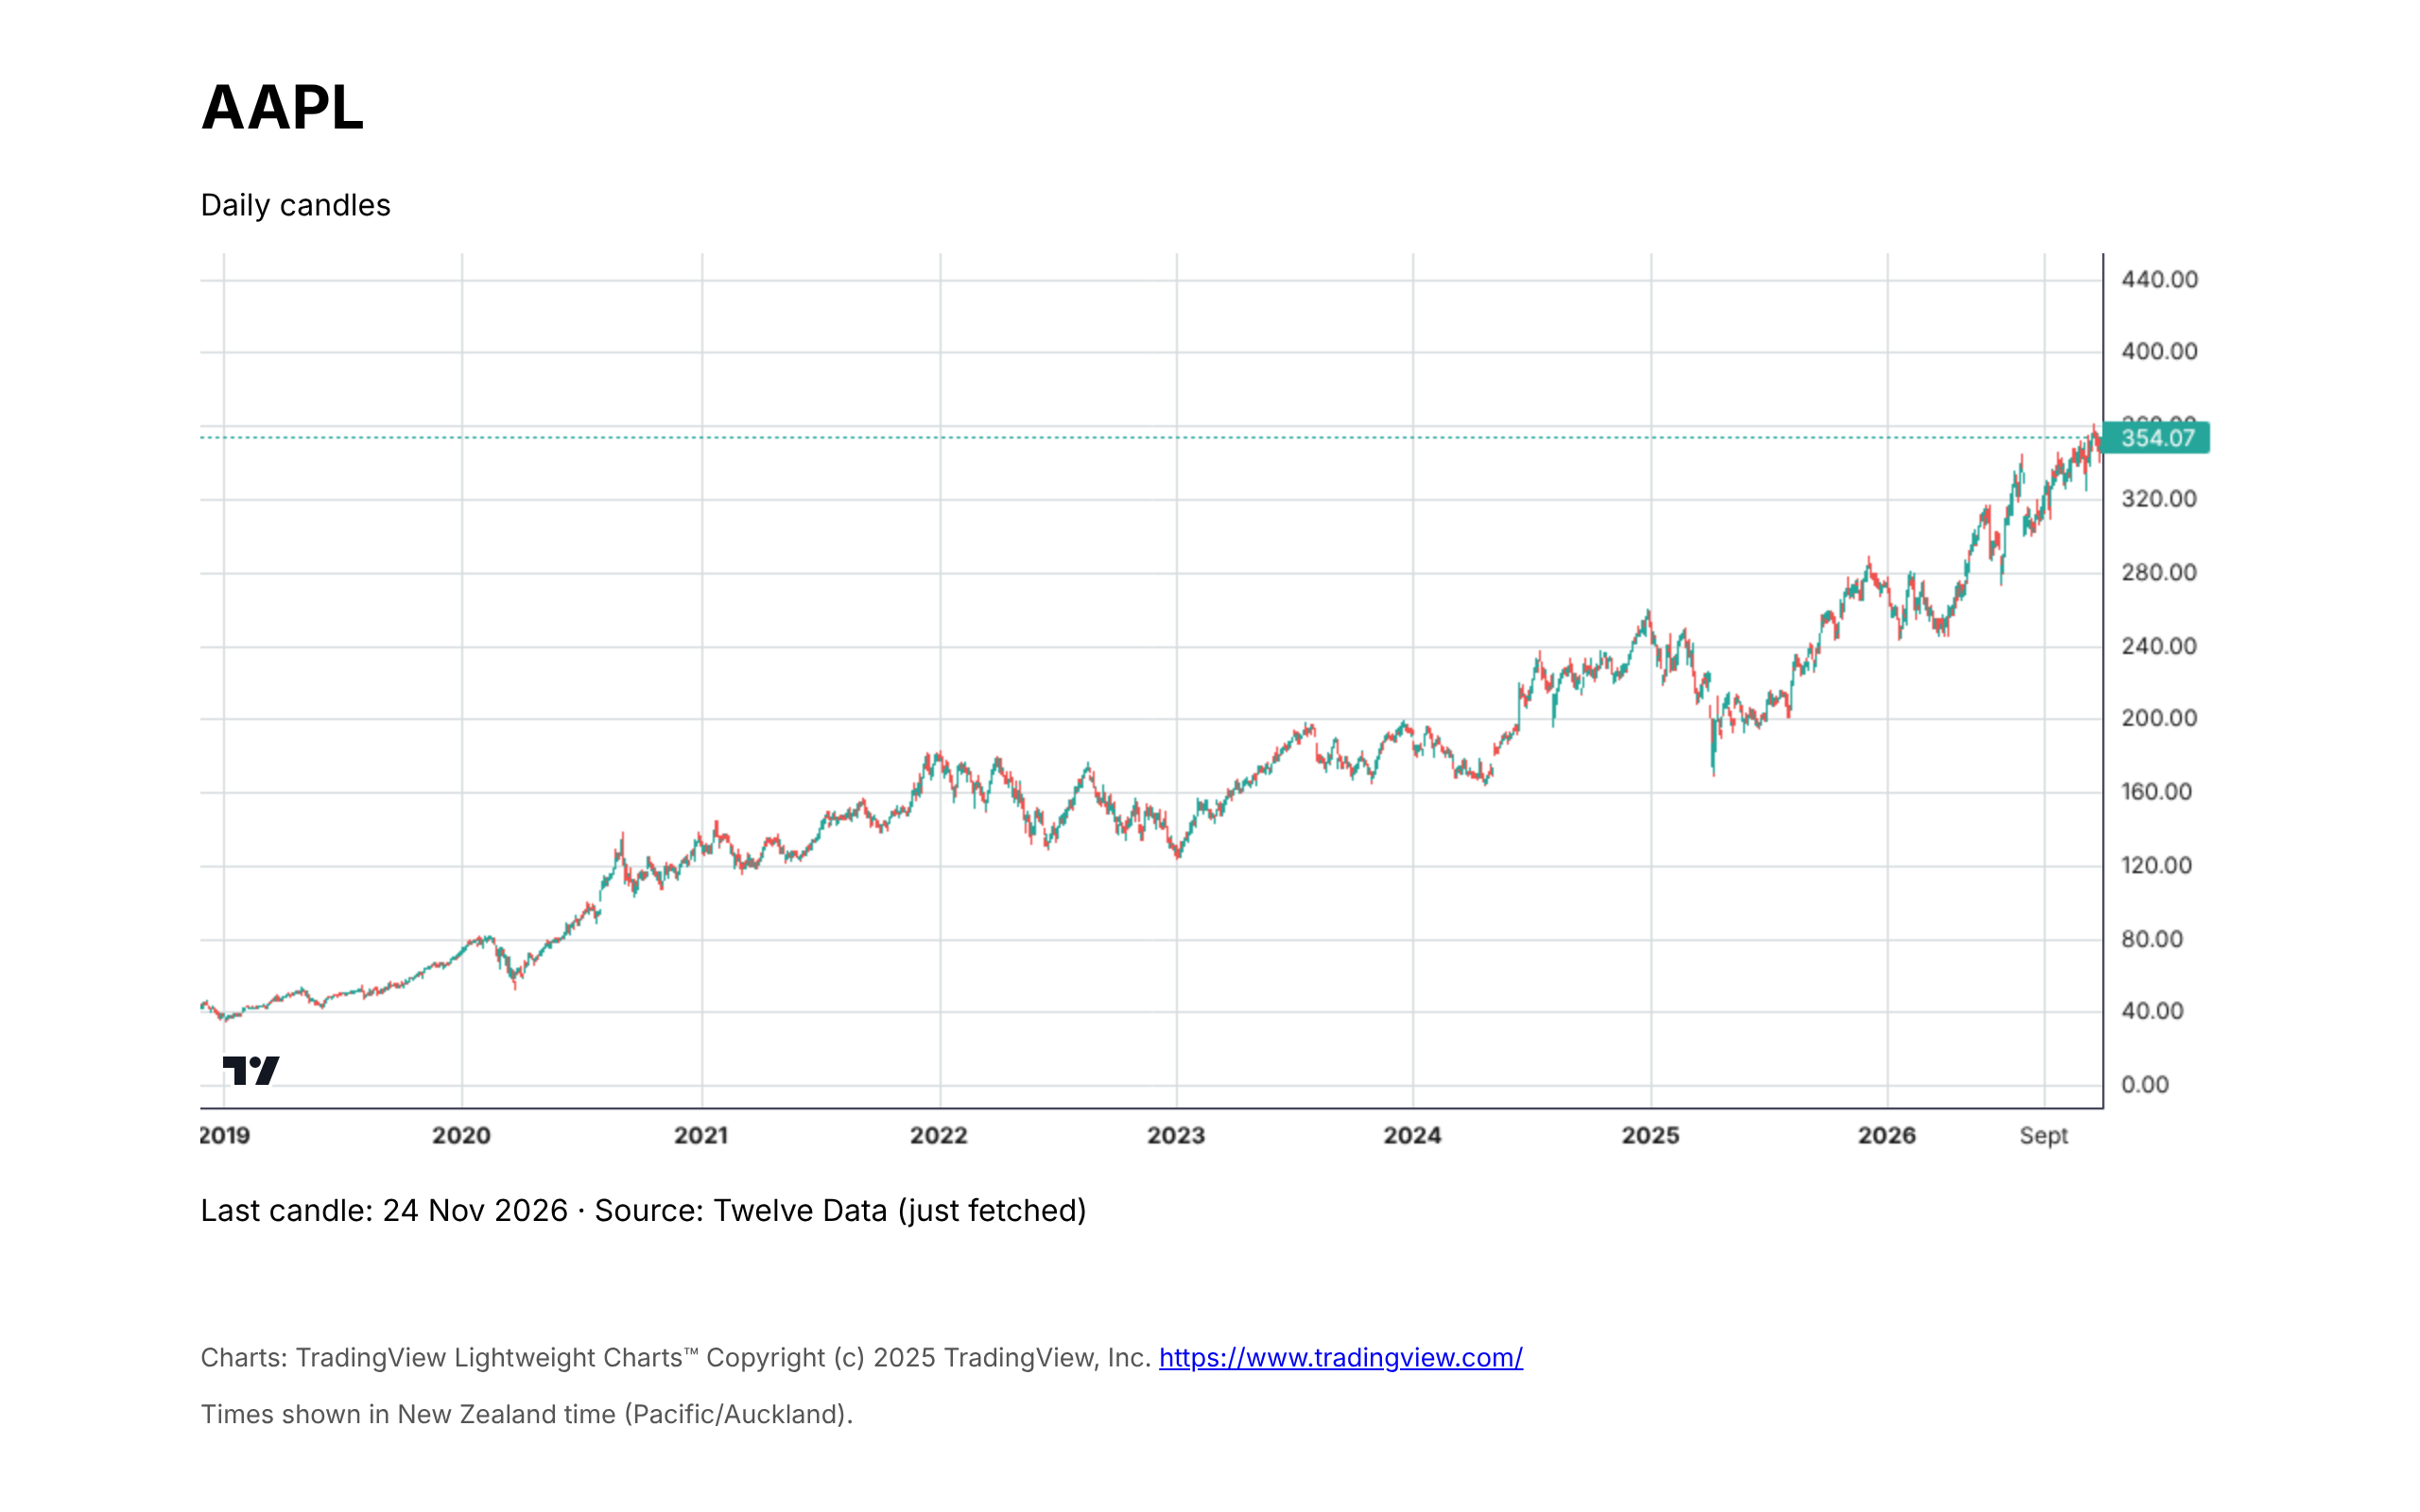 AAPL
Daily candles
440.00
400.00
354.07
320.00
280.00
240.00
200.00
160.00
120.00
80.00
40.00
0.00
2019 2020 2021 2022 2023 2024 2025 2026 Sept
Last candle: 24 Nov 2026 · Source: Twelve Data (just fetched)
Charts: TradingView Lightweight Charts™ Copyright (c) 2025 TradingView, Inc. https://www.tradingview.com/
Times shown in New Zealand time (Pacific/Auckland).